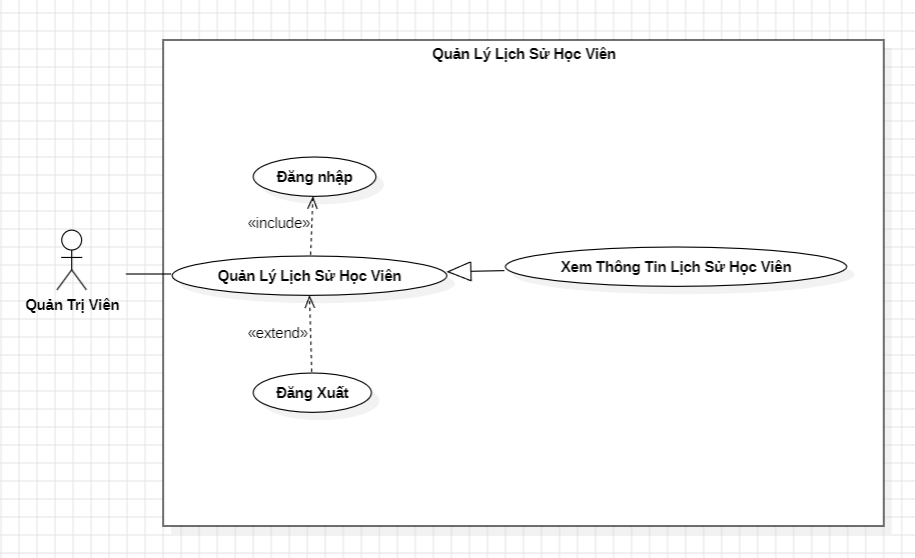 Quản Lý Lịch Sử Học Viên
Đăng nhập
«include»
Quản Lý Lịch Sử Học Viên
Xem Thông Tin Lịch Sử Học Viên
Quản Trị Viên
«extend»
Đăng Xuất